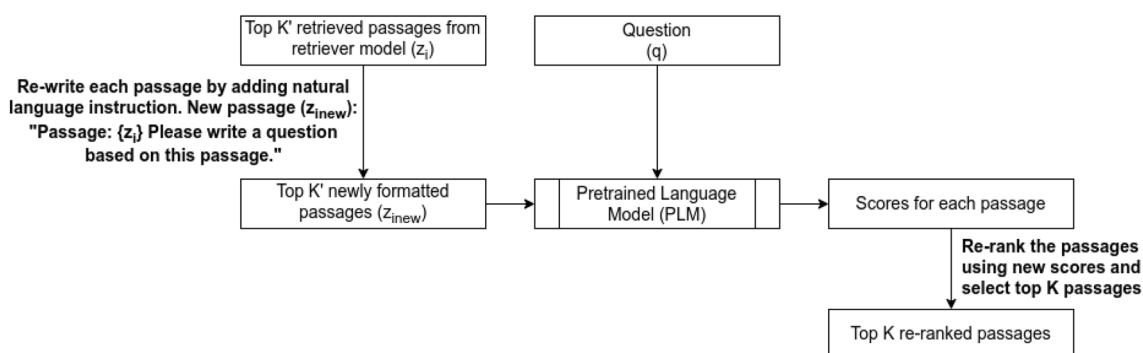 Top K' retrieved passages from
retriever model (zi)
Question
(q)
Re-write each passage by adding natural
language instruction. New passage (zinew):
"Passage: {zi} Please write a question
based on this passage."
Top K' newly formatted
passages (zinew)
Pretrained Language
Model (PLM)
Scores for each passage
Re-rank the passages
using new scores and
select top K passages
Top K re-ranked passages